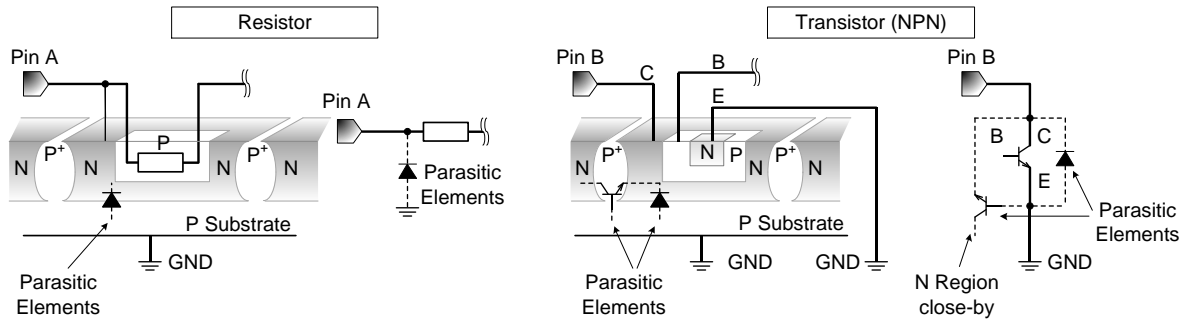 Resistor
Transistor (NPN)
Pin A
Pin A
N
P+
N
P
P+
N
N
Parasitic
Elements
P Substrate
GND
Parasitic
Elements
Pin B
C
B
E
N
P+
N
N
P
P+
N
N
P Substrate
GND
GND
Parasitic
Elements
Pin B
B
C
E
Parasitic
Elements
GND
N Region
close-by